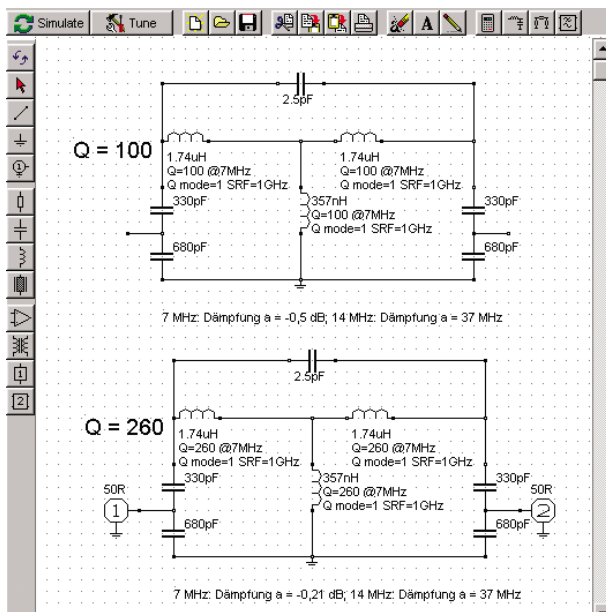 Simulate Tune A
2.5pF
Q = 100
1.74uH 1.74uH
Q=100 @7MHz Q=100 @7MHz
Q mode=1 SRF=1GHz Q mode=1 SRF=1GHz
330pF 357nH 330pF
Q=100 @7MHz
Q mode=1 SRF=1GHz
680pF 680pF
7 MHz: Dämpfung a = -0,5 dB; 14 MHz: Dämpfung a = 37 MHz
2.5pF
Q = 260
1.74uH 1.74uH
Q=260 @7MHz Q=260 @7MHz
Q mode=1 SRF=1GHz Q mode=1 SRF=1GHz
330pF 357nH 330pF
50R Q=260 @7MHz 50R
Q mode=1 SRF=1GHz
1 2
680pF 680pF
7 MHz: Dämpfung a = -0,21 dB; 14 MHz: Dämpfung a = 37 MHz